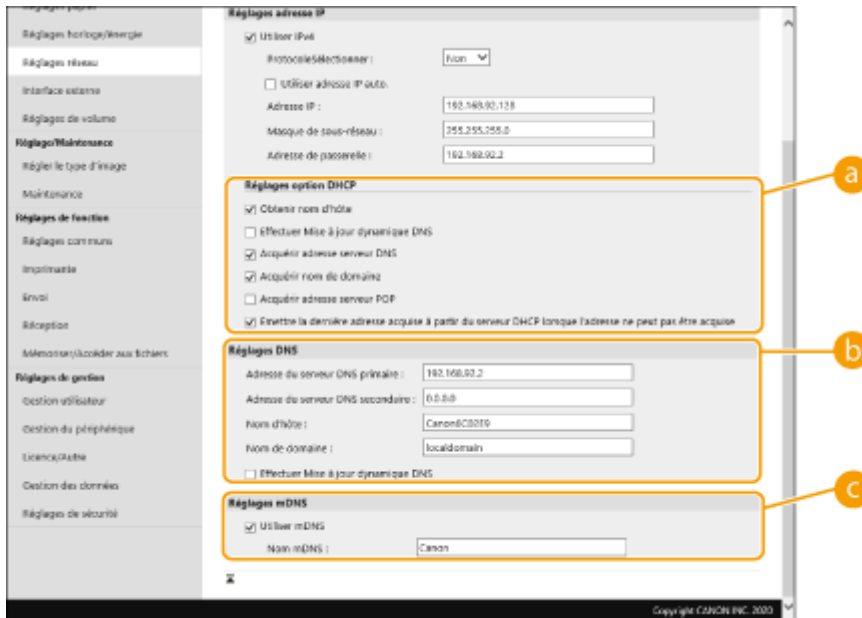 Réglages papier
Réglages horloge/énergie
Réglages réseau
Interface externe
Réglages de volume
Réglage/Maintenance
Régler le type d'image
Maintenance
Réglages de fonction
Réglages communs
Imprimante
Envoi
Réception
Mémoriser/Accéder aux fichiers
Réglages de gestion
Gestion utilisateur
Gestion du périphérique
Licence/Autre
Gestion des données
Réglages de sécurité
Réglages adresse IP
Utiliser IPv4
ProtocoleSélectionner :
Non
Utiliser adresse IP auto.
Adresse IP : 192.168.92.128
Masque de sous-réseau : 255.255.255.0
Adresse de passerelle : 192.168.92.2
Réglages option DHCP
a
Obtenir nom d'hôte
Effectuer Mise à jour dynamique DNS
Acquérir adresse serveur DNS
Acquérir nom de domaine
Acquérir adresse serveur POP
Emettre la dernière adresse acquise à partir du serveur DHCP lorsque l'adresse ne peut pas être acquise
Réglages DNS
b
Adresse du serveur DNS primaire : 192.168.92.2
Adresse du serveur DNS secondaire : 0.0.0.0
Nom d'hôte :
Nom de domaine : localdomain
Effectuer Mise à jour dynamique DNS
Réglages mDNS
c
Utiliser mDNS
Nom mDNS : Canon
Copyright CANON INC. 2020